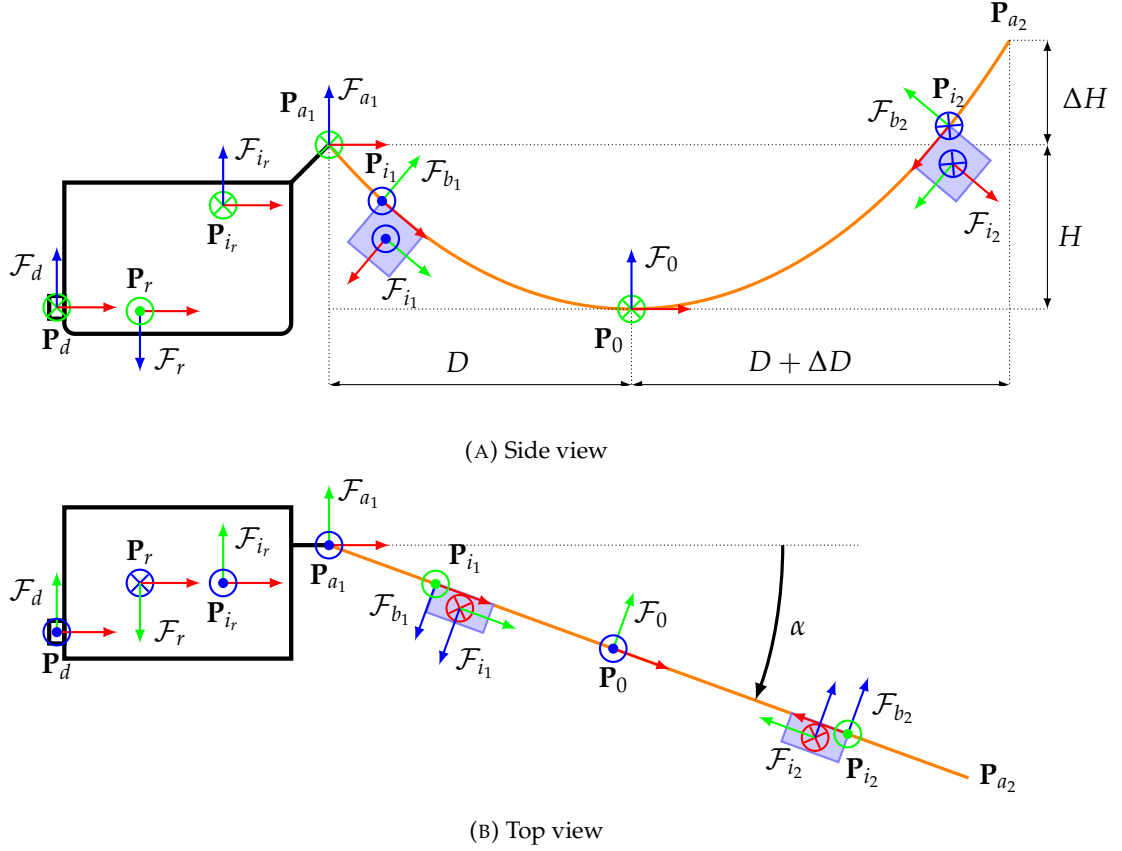 P_{a_2}
F_{a_1}
P_{a_1}
P_{i_2}
ΔH
F_{b_2}
F_{i_r}
P_{i_1}
F_{b_1}
P_{i_r}
F_{i_2}
H
F_d
P_r
F_{i_1}
F_0
P_d
F_r
P_0
D
D + ΔD
(A) Side view
F_{a_1}
P_r
F_{i_r}
P_{a_1}
P_{i_1}
F_d
P_{i_r}
F_{b_1}
F_0
α
F_r
P_d
F_{i_1}
P_0
F_{b_2}
F_{i_2}
P_{i_2}
P_{a_2}
(B) Top view